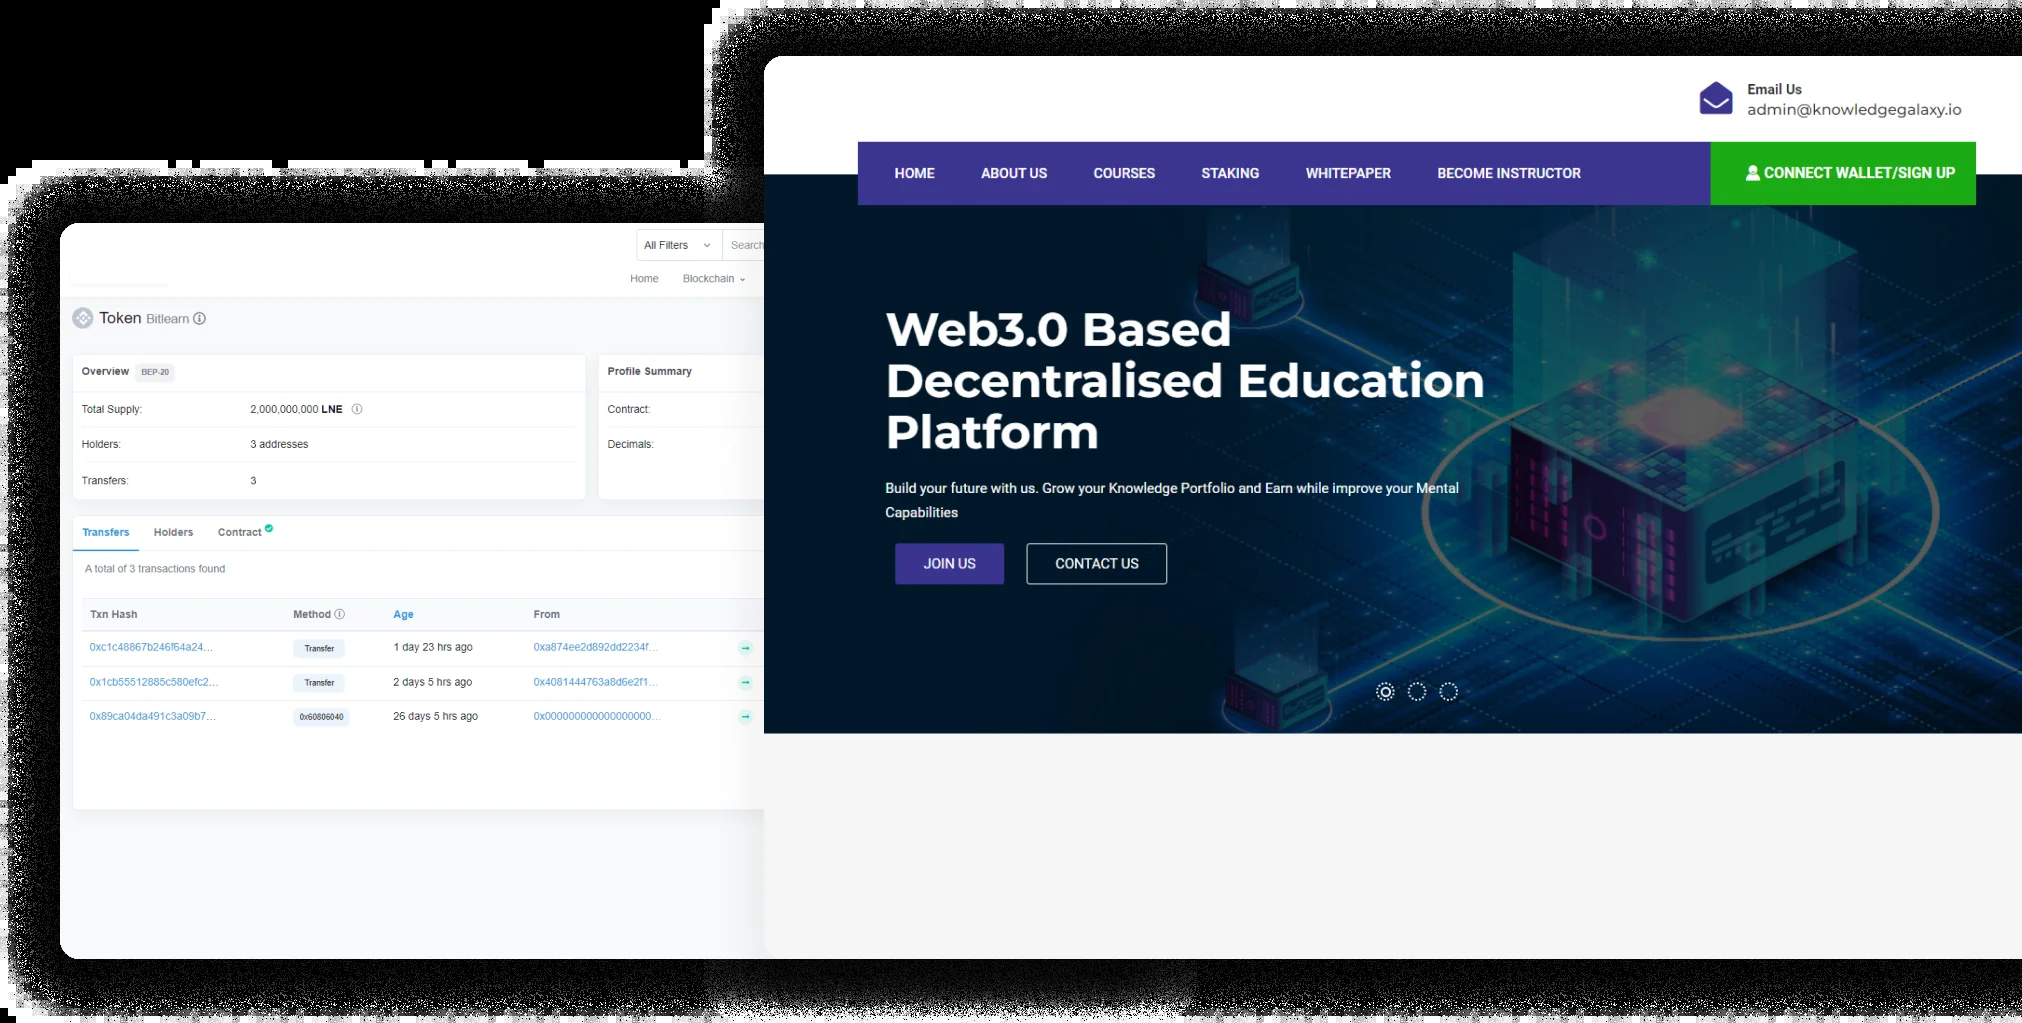 All Filters Search
Home Blockchain
Token Bitlearn
Overview BEP-20
Total Supply: 2,000,000,000 LNE
Holders: 3 addresses
Transfers: 3
Profile Summary
Contract:
Decimals:
Transfers Holders Contract
A total of 3 transactions found
Txn Hash Method Age From
0xc1c48867b246f64a24... Transfer 1 day 23 hrs ago 0xa874ee2d892dd2234f...
0x1cb55512885c580efc2... Transfer 2 days 5 hrs ago 0x4081444763a8d6e2f1...
0x89ca04da491c3a09b7... 0x60806040 26 days 5 hrs ago 0x000000000000000000...
Email Us
admin@knowledgegalaxy.io
HOME ABOUT US COURSES STAKING WHITEPAPER BECOME INSTRUCTOR CONNECT WALLET/SIGN UP
Web3.0 Based
Decentralised Education
Platform
Build your future with us. Grow your Knowledge Portfolio and Earn while improve your Mental
Capabilities
JOIN US CONTACT US